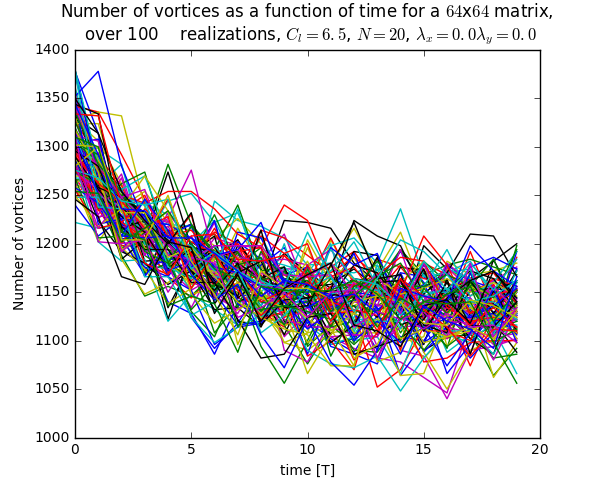 Number of vortices as a function of time for a 64x64 matrix,
over 100 realizations, C_l = 6.5, N = 20, λ_x = 0.0λ_y = 0.0
1400
1350
1300
1250
1200
1150
1100
1050
1000
Number of vortices
0 5 10 15 20
time [T]